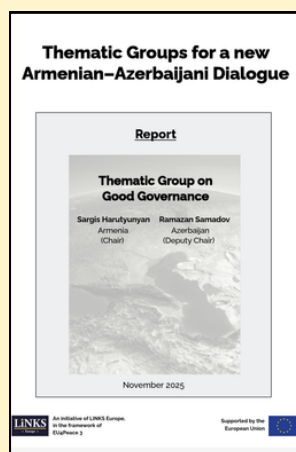 Thematic Groups for a new
Armenian–Azerbaijani Dialogue
Report
Thematic Group on
Good Governance
Sargis Harutyunyan
Armenia
(Chair)
Ramazan Samadov
Azerbaijan
(Deputy Chair)
November 2025
LINKS
Europe
An initiative of LINKS Europe,
in the framework of
EU4Peace 3
Supported by the
European Union